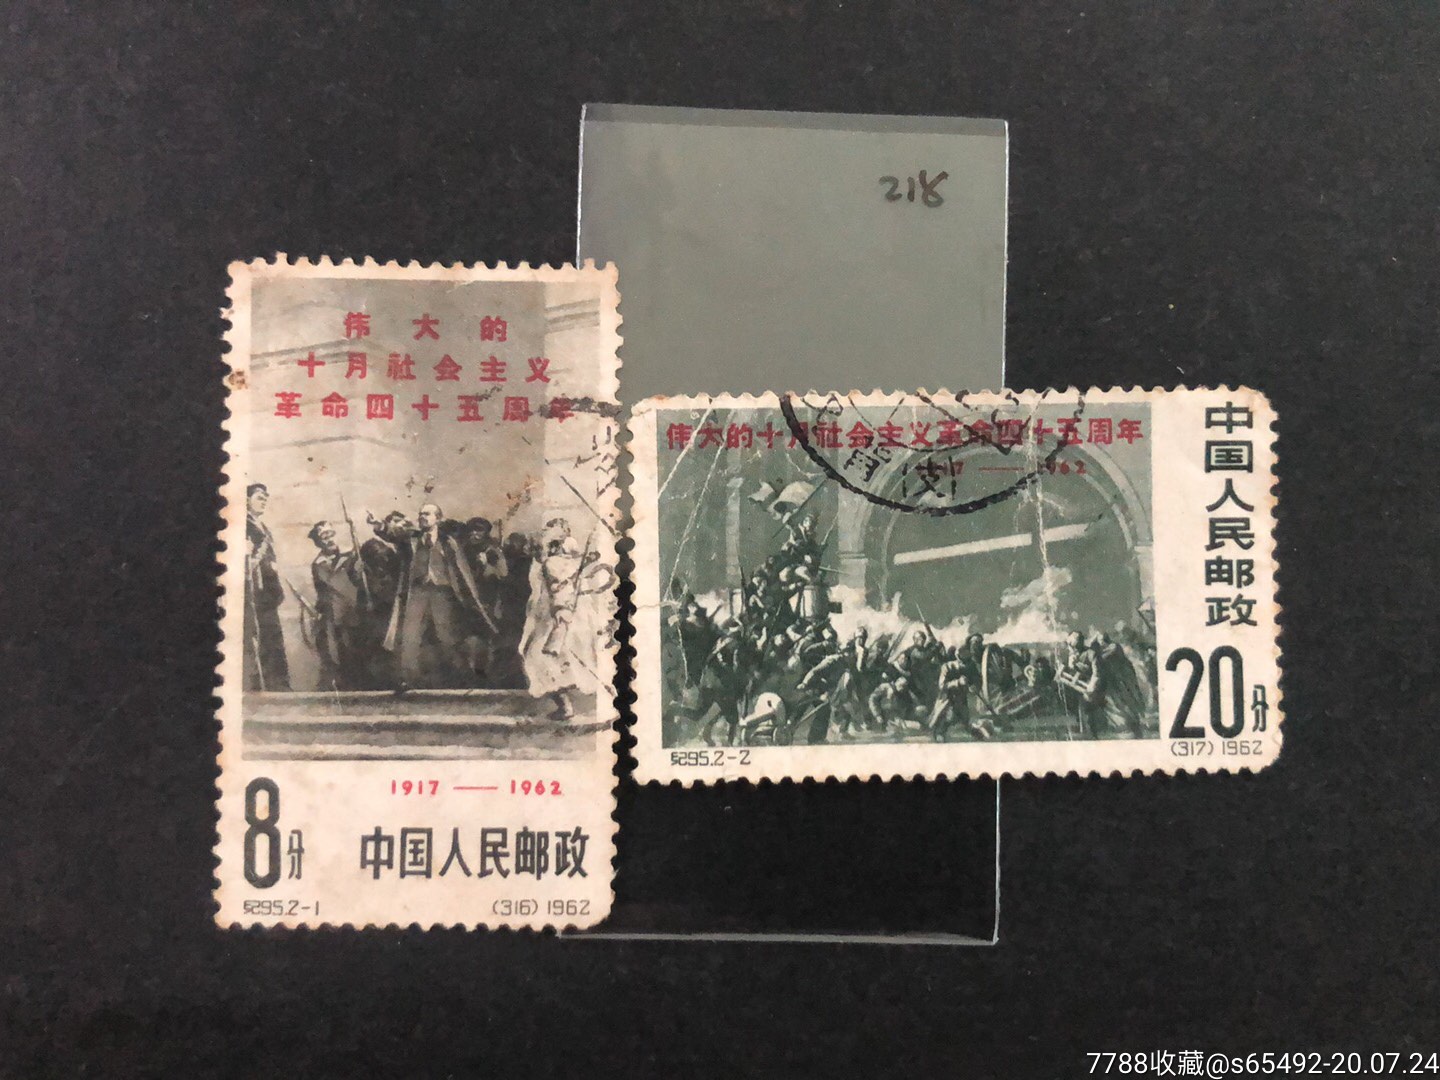 218
伟大的
十月社会主义
革命四十五周年
1917 — 1962
8分
中国人民邮政
纪95.2-1
(316) 1962
伟大的十月社会主义革命四十五周年
1917 — 1962
中国人民邮政
20分
纪95.2-2
(317) 1962
7788收藏@s65492-20.07.24